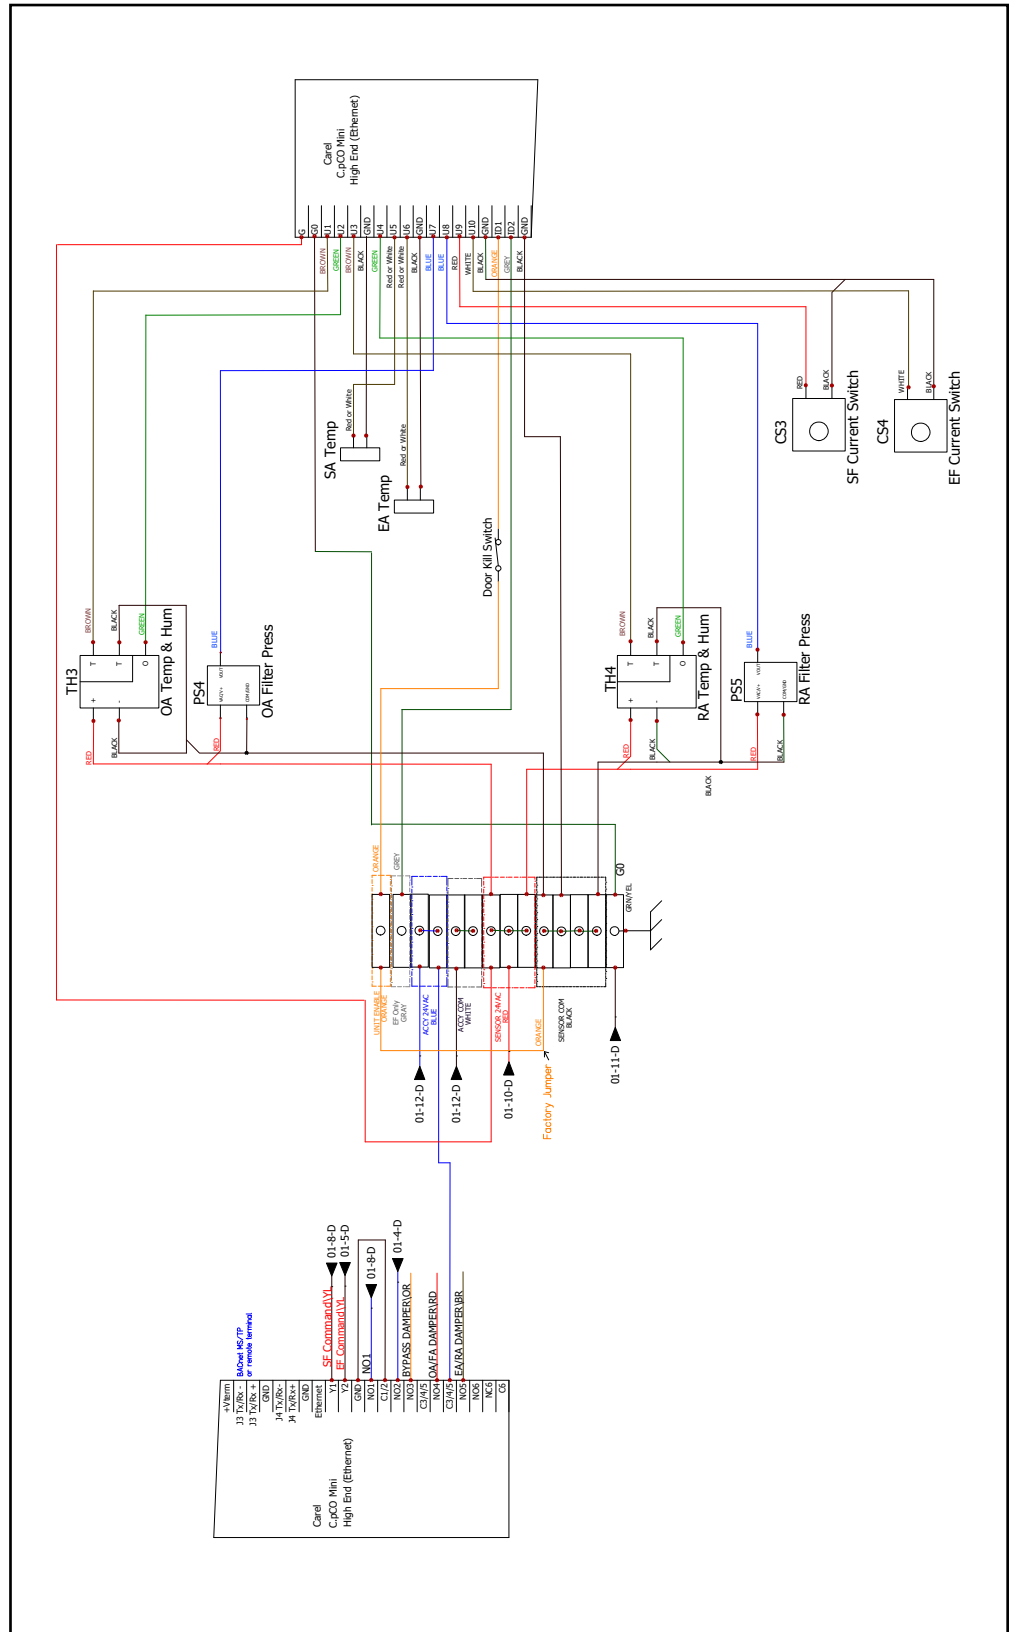 Carel
C.pCO Mini
High End (Ethernet)
G
G0
U1
U2
U3
GND
U4
U5
U6
GND
U7
U8
U9
U10
GND
ID1
ID2
GND
BROWN
GREEN
BROWN
BLACK
GREEN
Red or White
Red or White
BLACK
BLUE
BLUE
RED
WHITE
BLACK
ORANGE
GREY
BLACK
Red or White
SA Temp
Red or White
EA Temp
RED
BLACK
CS3
SF Current Switch
WHITE
BLACK
CS4
EF Current Switch
Door Kill Switch
BROWN
BLACK
GREEN
T
T
O
+
-
TH3
OA Temp & Hum
RED
BLACK
BLUE
VOUT
PS4
OA Filter Press
RED
BROWN
BLACK
GREEN
T
T
O
+
-
TH4
RA Temp & Hum
RED
BLACK
BLUE
VOUT
COM/GND
PS5
RA Filter Press
RED
BLACK
BLACK
ORANGE
GREY
G0
GRN/YEL
UNIT ENABLE
ORANGE
EF Only
GRAY
ACCY 24VAC
BLUE
ACCY COM
WHITE
SENSOR 24VAC
RED
ORANGE
SENSOR COM
BLACK
01-12-D
01-12-D
01-10-D
Factory Jumper
01-11-D
01-8-D
01-5-D
01-8-D
01-4-D
SF Command\YL
EF Command\YL
NO1
BYPASS DAMPER\OR
OA/FA DAMPER\RD
EA/RA DAMPER\BR
BACnet MS/TP
or remote terminal
+Vterm
J3 Tx/Rx -
J3 Tx/Rx +
GND
J4 Tx/Rx-
J4 Tx/Rx+
GND
Ethernet
Y1
Y2
GND
NO1
C1/2
NO2
NO3
C3/4/5
NO4
C3/4/5
NO5
NO6
NC6
C6
Carel
C.pCO Mini
High End (Ethernet)